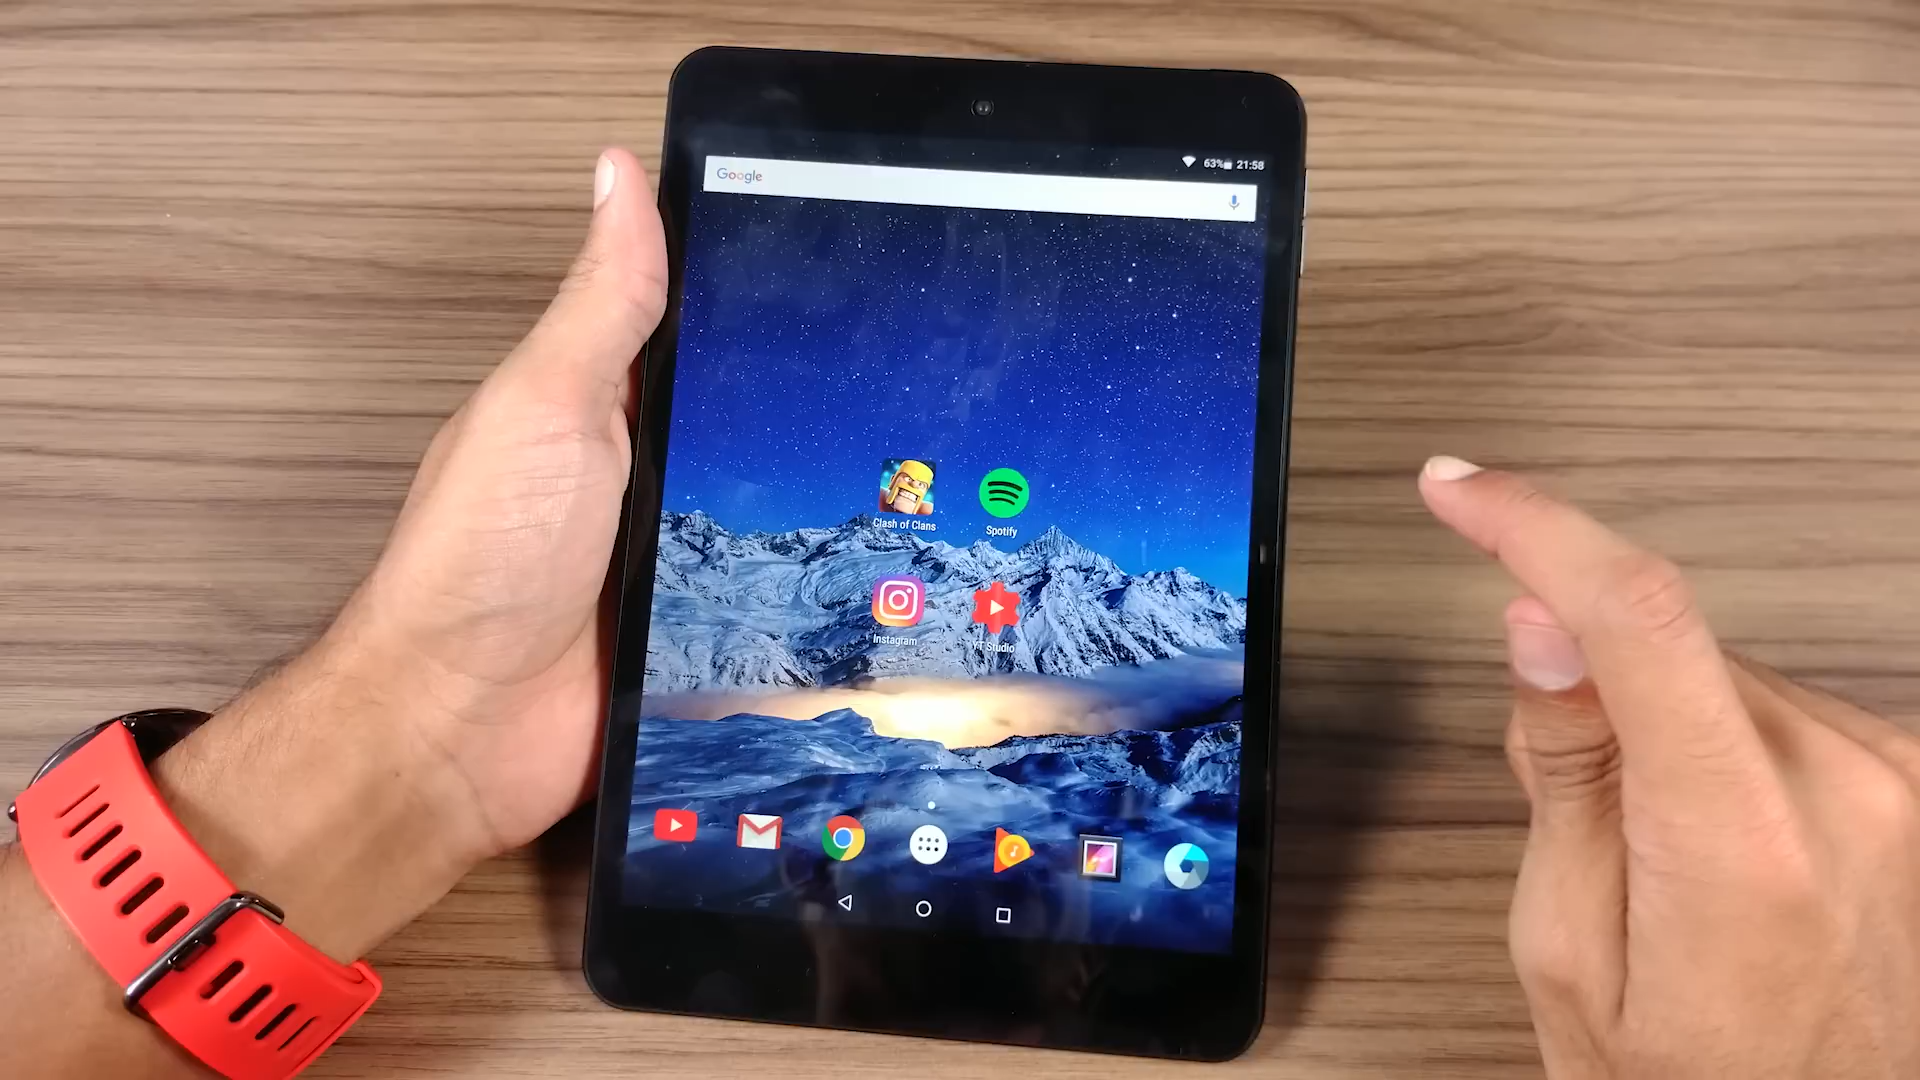 63% 21:58
Google
Clash of Clans
Spotify
Instagram
YT Studio